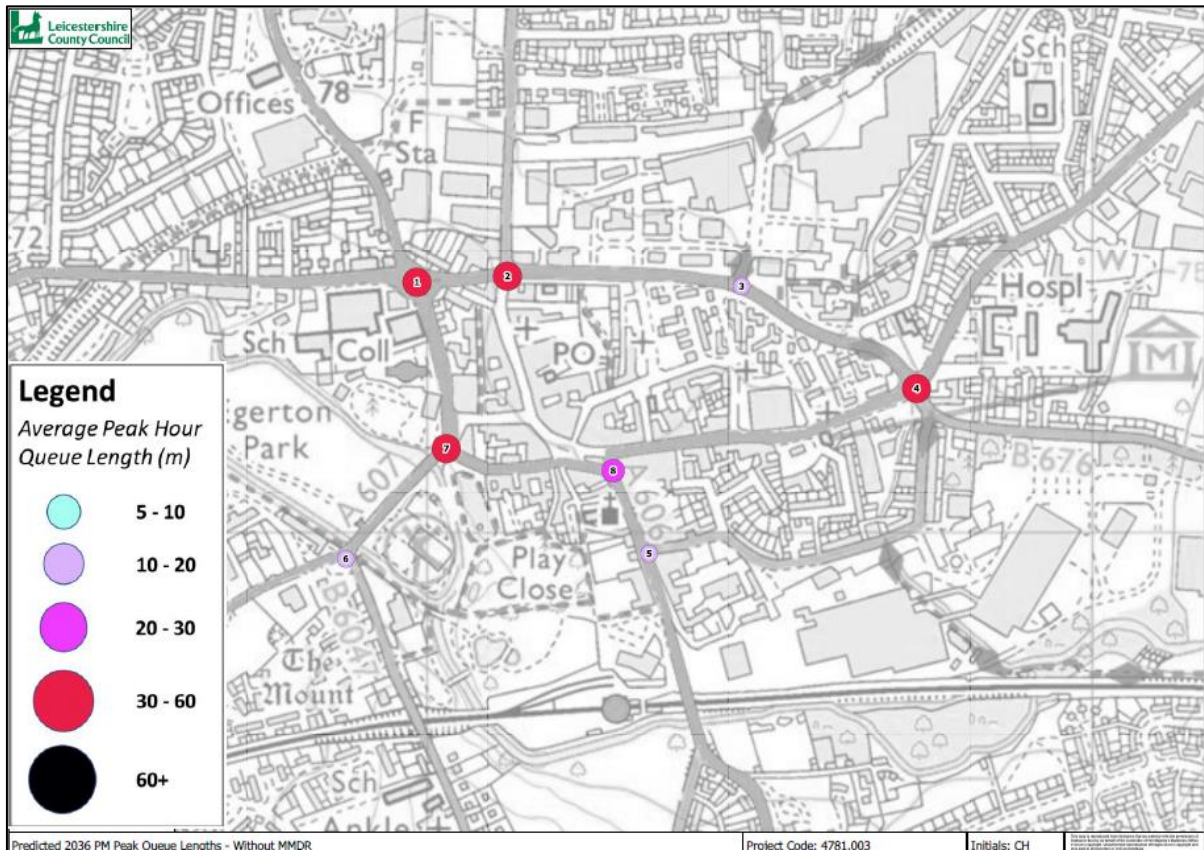 Leicestershire
County Council
Sch
Offices
78
F
Sta
72
1
2
3
Hospl
W
Sch
Coll
PO
M
4
Legend
Average Peak Hour
Queue Length (m)
gerton
Park
A 607
7
8
B 676
5 - 10
10 - 20
20 - 30
30 - 60
60+
6
5
Play
Close
The
Mount
Sch
Predicted 2036 PM Peak Queue Lengths - Without MMDR
Project Code: 4781.003
Initials: CH